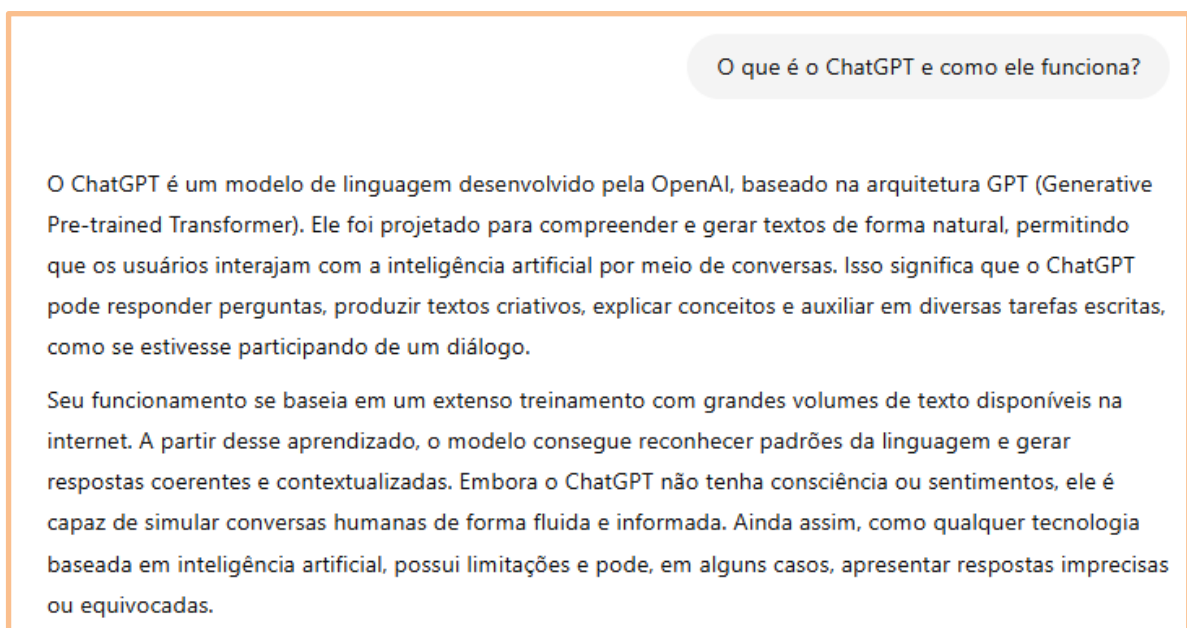 O que é o ChatGPT e como ele funciona?
O ChatGPT é um modelo de linguagem desenvolvido pela OpenAI, baseado na arquitetura GPT (Generative
Pre-trained Transformer). Ele foi projetado para compreender e gerar textos de forma natural, permitindo
que os usuários interajam com a inteligência artificial por meio de conversas. Isso significa que o ChatGPT
pode responder perguntas, produzir textos criativos, explicar conceitos e auxiliar em diversas tarefas escritas,
como se estivesse participando de um diálogo.
Seu funcionamento se baseia em um extenso treinamento com grandes volumes de texto disponíveis na
internet. A partir desse aprendizado, o modelo consegue reconhecer padrões da linguagem e gerar
respostas coerentes e contextualizadas. Embora o ChatGPT não tenha consciência ou sentimentos, ele é
capaz de simular conversas humanas de forma fluida e informada. Ainda assim, como qualquer tecnologia
baseada em inteligência artificial, possui limitações e pode, em alguns casos, apresentar respostas imprecisas
ou equivocadas.